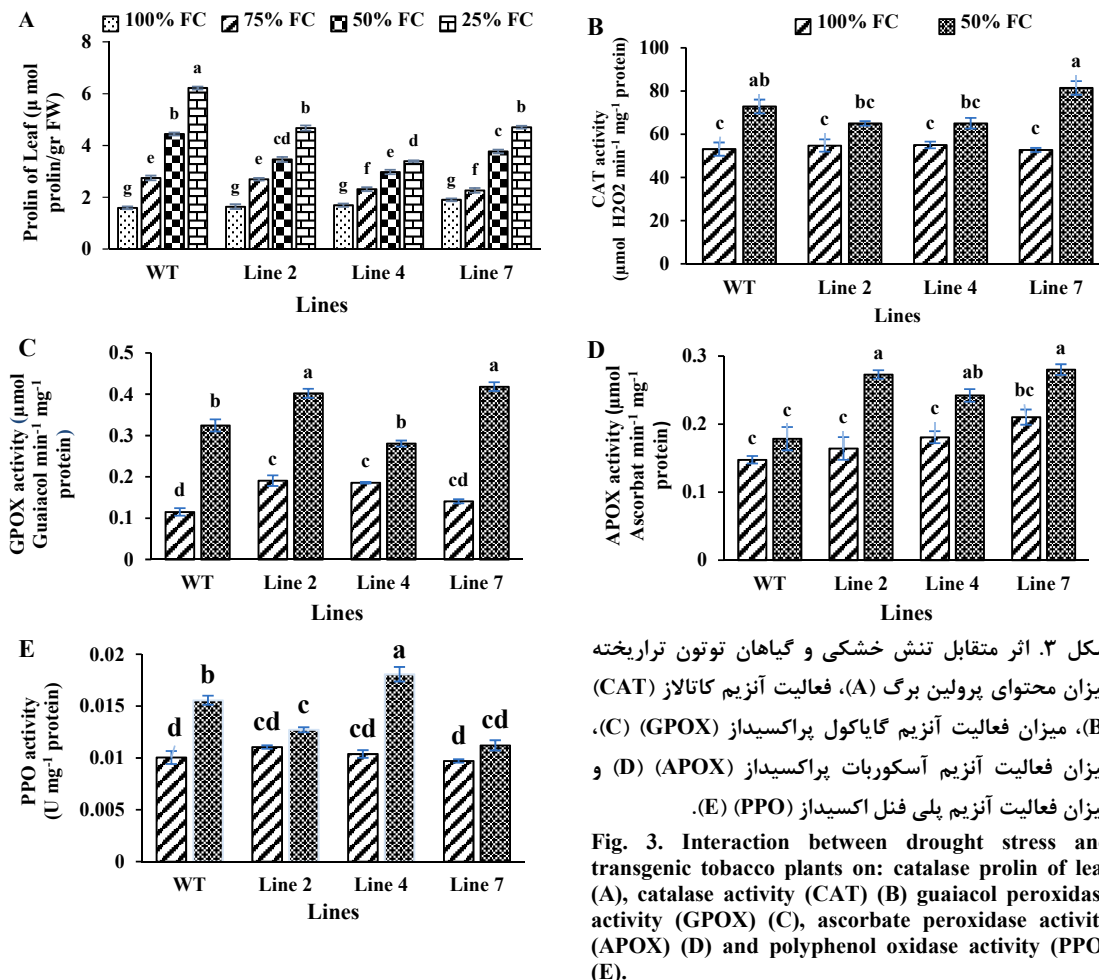 A
100% FC 75% FC 50% FC 25% FC
Prolin of Leaf (µ mol
prolin/gr FW)
8
6
4
2
0
g e b a
g e cd b
g f e d
g f c b
WT Line 2 Line 4 Line 7
Lines
B
100% FC 50% FC
CAT activity
(µmol H2O2 min-1 mg-1 protein)
100
80
60
40
20
0
c ab c bc c bc c a
WT Line 2 Line 4 Line 7
Lines
C
GPOX activity (µmol
Guaiacol min-1 mg-1
protein)
0.5
0.4
0.3
0.2
0.1
0
d b c a c b cd a
WT Line 2 Line 4 Line 7
Lines
D
APOX activity (µmol
Ascorbat min-1 mg-1
protein)
0.3
0.2
0.1
0
c c c a c ab bc a
WT Line 2 Line 4 Line 7
Lines
E
PPO activity
(U mg-1 protein)
0.02
0.015
0.01
0.005
0
d b cd c cd a d cd
WT Line 2 Line 4 Line 7
شکل ۳. اثر متقابل تنش خشکی و گیاهان توتون تراریخته
میزان محتوای پرولین برگ (A)، فعالیت آنزیم کاتالاز (CAT)
(B)، میزان فعالیت آنزیم گایاکول پراکسیداز (GPOX) (C)،
میزان فعالیت آنزیم آسکوربات پراکسیداز (APOX) (D) و
میزان فعالیت آنزیم پلی فنل اکسیداز (PPO) (E).
Fig. 3. Interaction between drought stress an
transgenic tobacco plants on: catalase prolin of lea
(A), catalase activity (CAT) (B) guaiacol peroxidas
activity (GPOX) (C), ascorbate peroxidase activit
(APOX) (D) and polyphenol oxidase activity (PPO
(E).